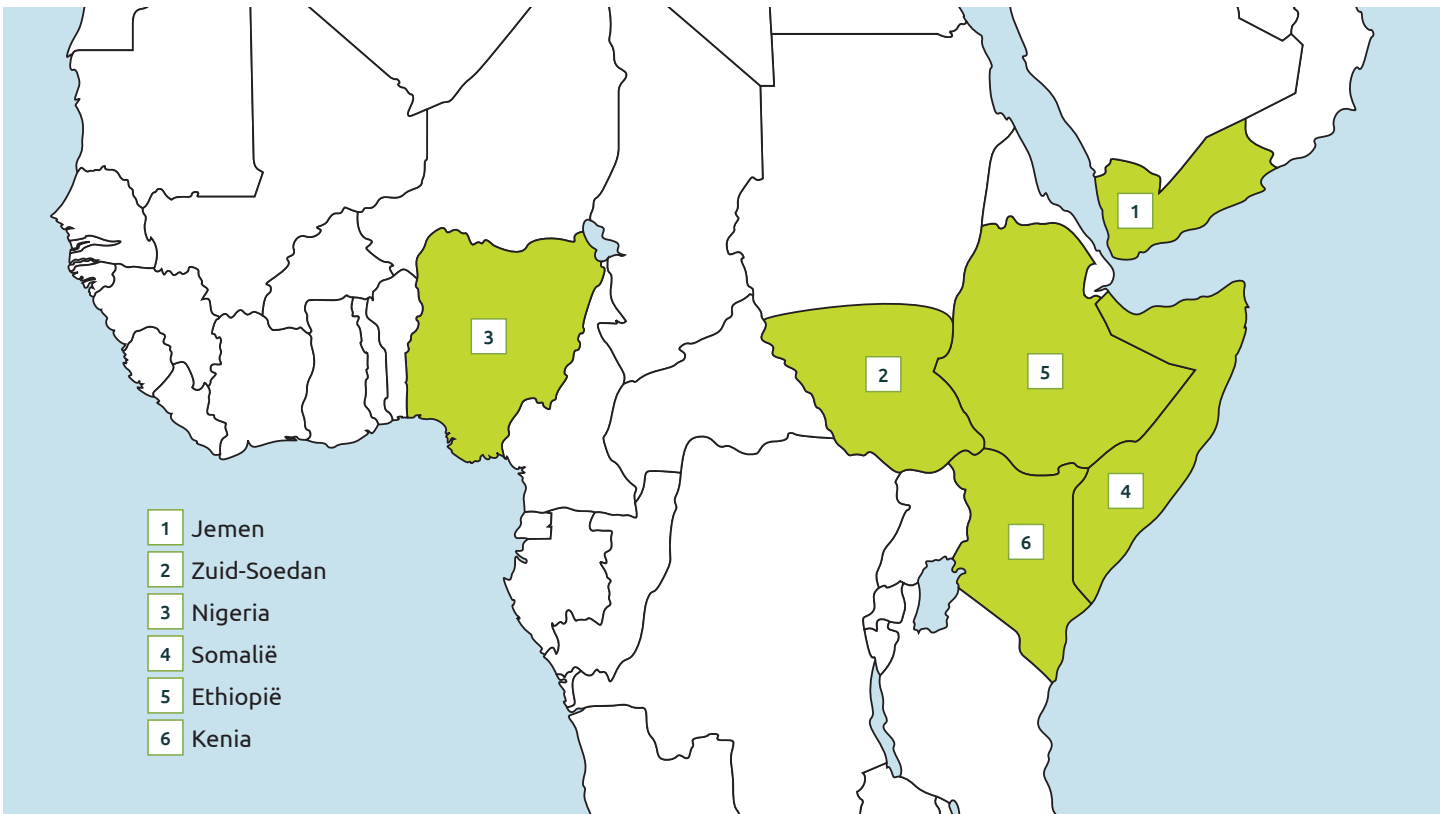 1
3
2
5
4
6
1 Jemen
2 Zuid-Soedan
3 Nigeria
4 Somalië
5 Ethiopië
6 Kenia